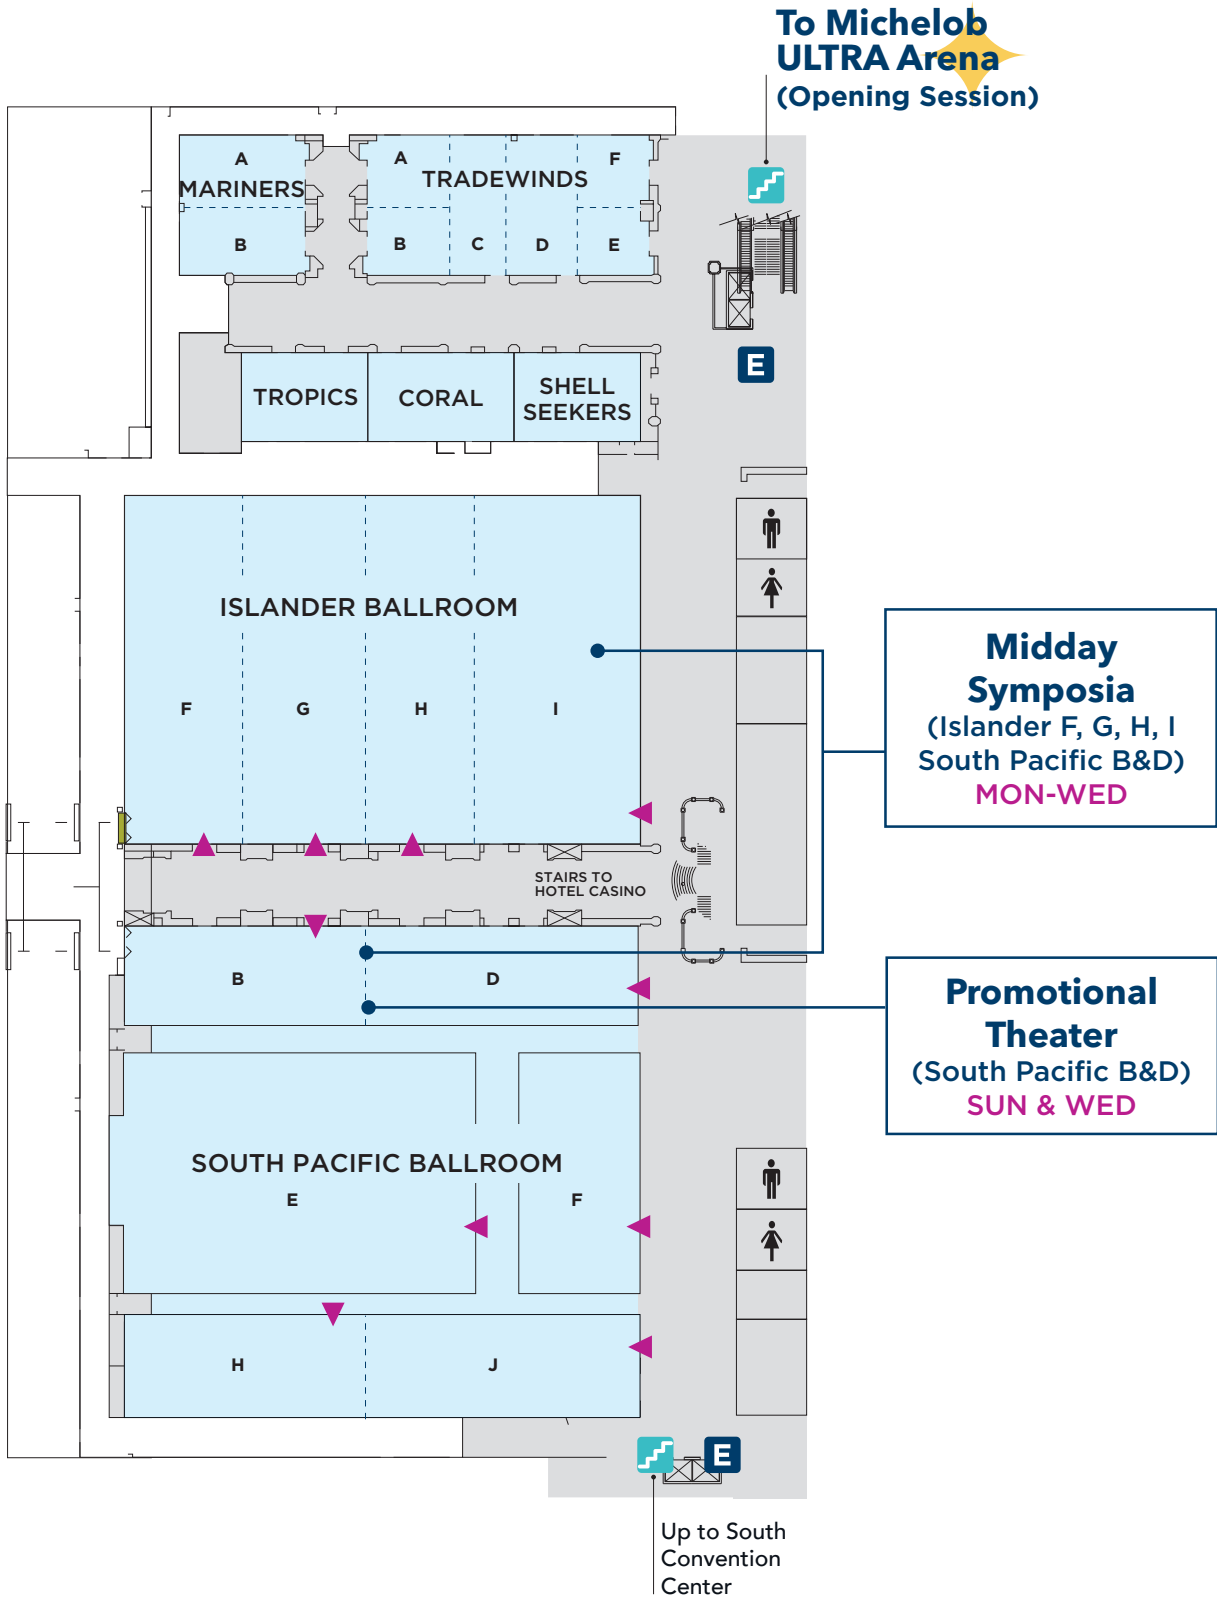 To Michelob
ULTRA Arena
(Opening Session)
A
MARINERS
B
A
F
TRADEWINDS
B
C
D
E
E
TROPICS
CORAL
SHELL
SEEKERS
ISLANDER BALLROOM
F
G
H
I
Midday
Symposia
(Islander F, G, H, I
South Pacific B&D)
MON-WED
STAIRS TO
HOTEL CASINO
B
D
Promotional
Theater
(South Pacific B&D)
SUN & WED
SOUTH PACIFIC BALLROOM
E
F
H
J
E
Up to South
Convention
Center